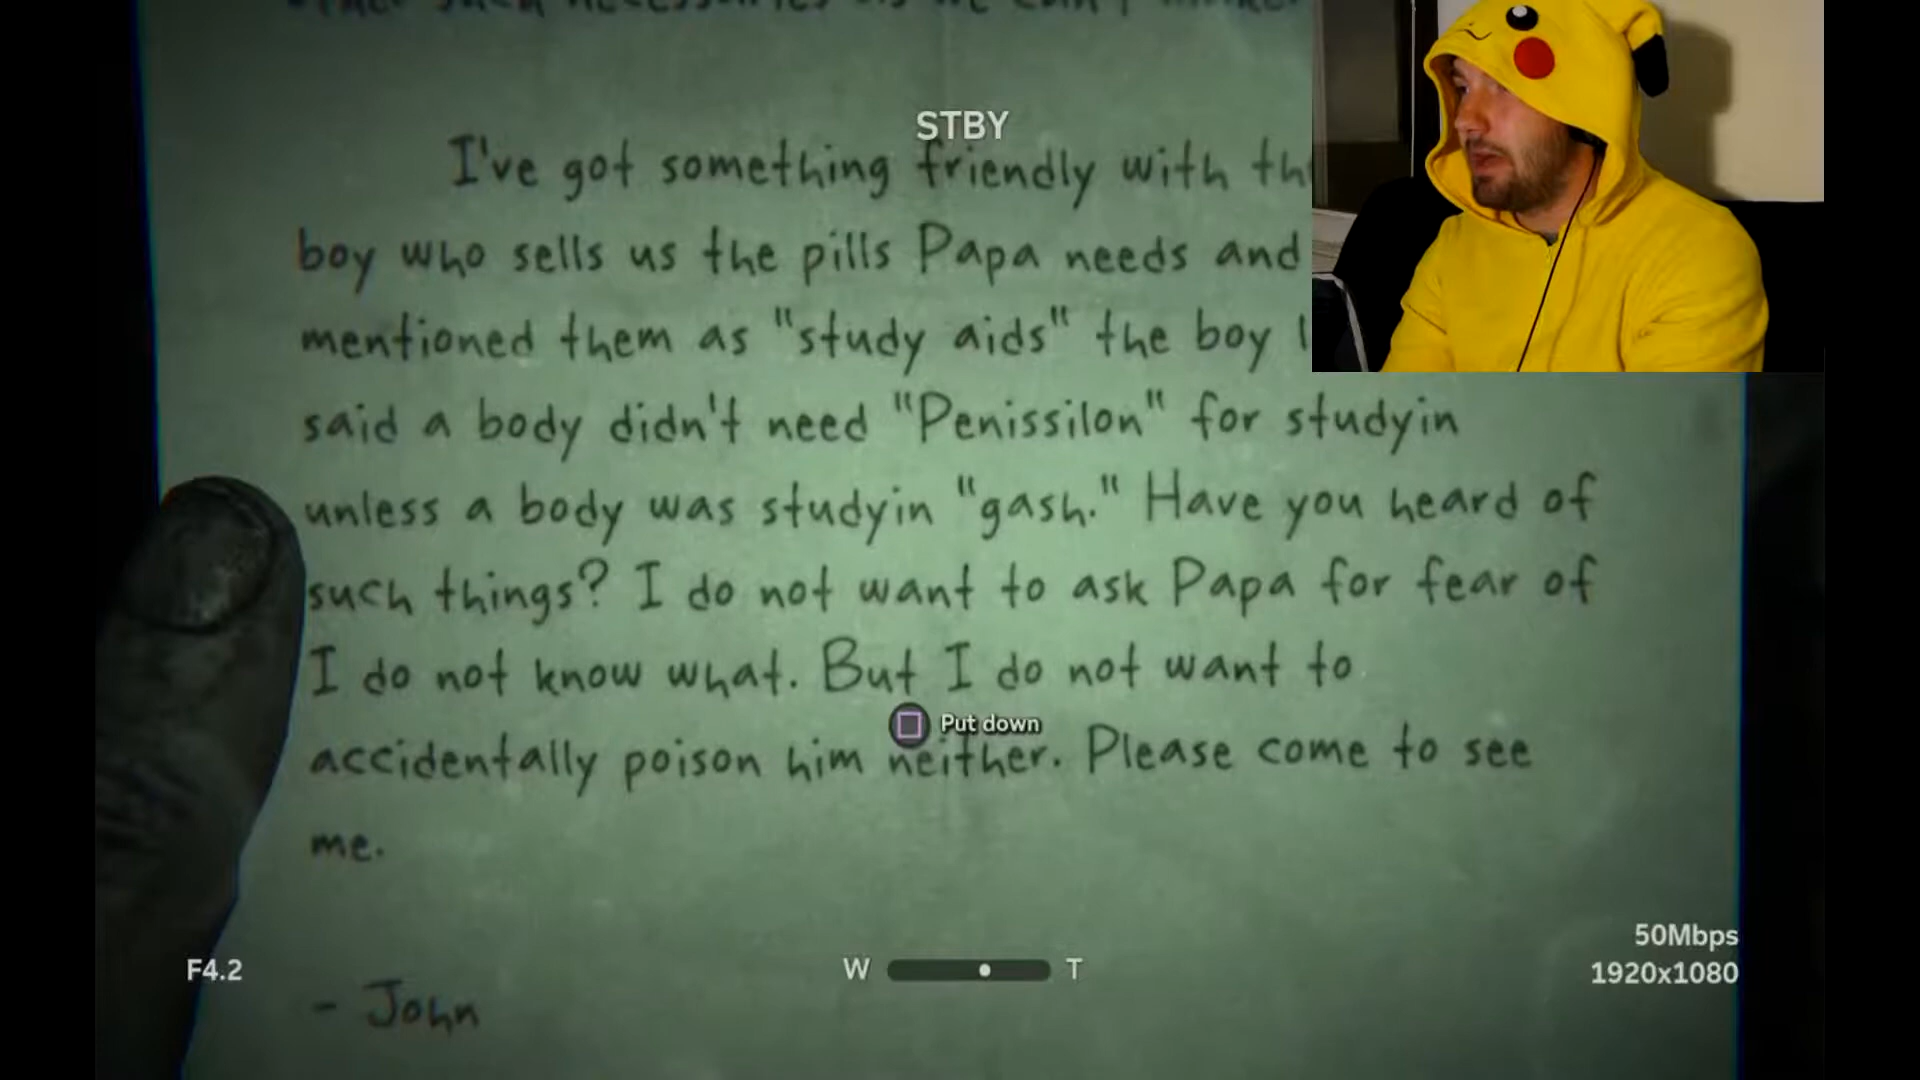 STBY
I've got something friendly with
boy who sells us the pills Papa needs and
mentioned them as "study aids" the boy
said a body didn't need "Penissilon" for studyin
unless a body was studyin "gash." Have you heard of
such things? I do not want to ask Papa for fear of
I do not know what. But I do not want to
Put down
accidentally poison him neither. Please come to see
me.
50Mbps
F4.2
W T
1920x1080
- John